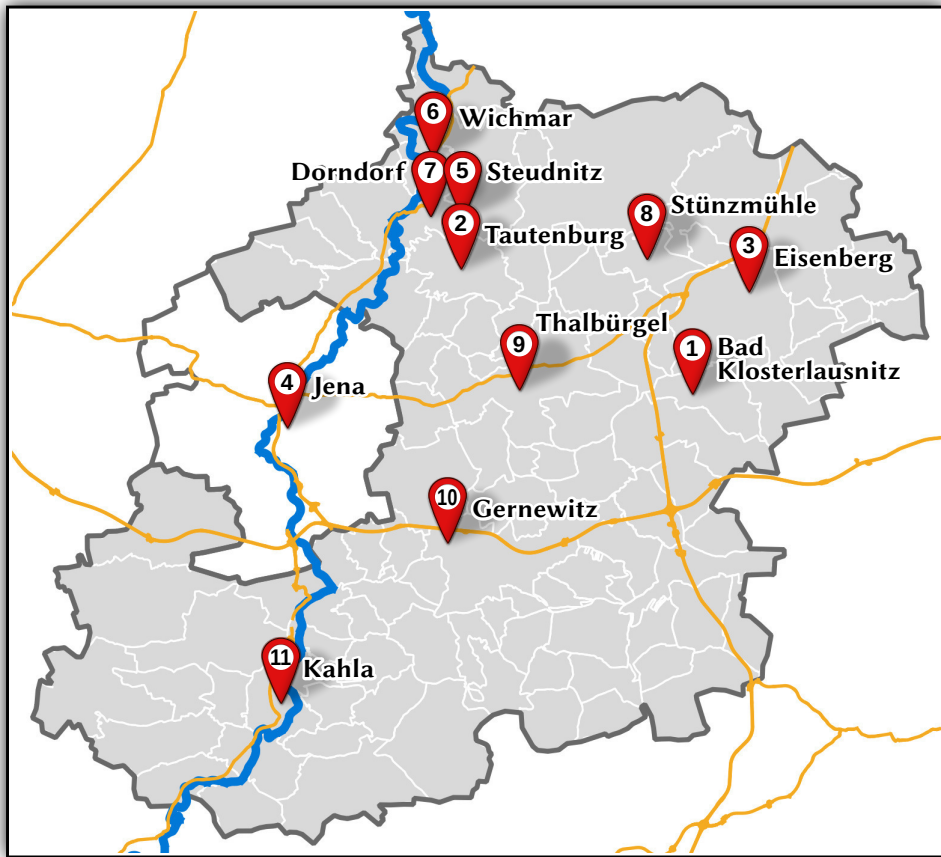 6 Wichmar
Dorndorf 7 5 Steudnitz
2 Tautenburg
8 Stünzmühle
3 Eisenberg
9 Thalbürgel
1 Bad
Klosterlausnitz
4 Jena
10 Gernewitz
11 Kahla